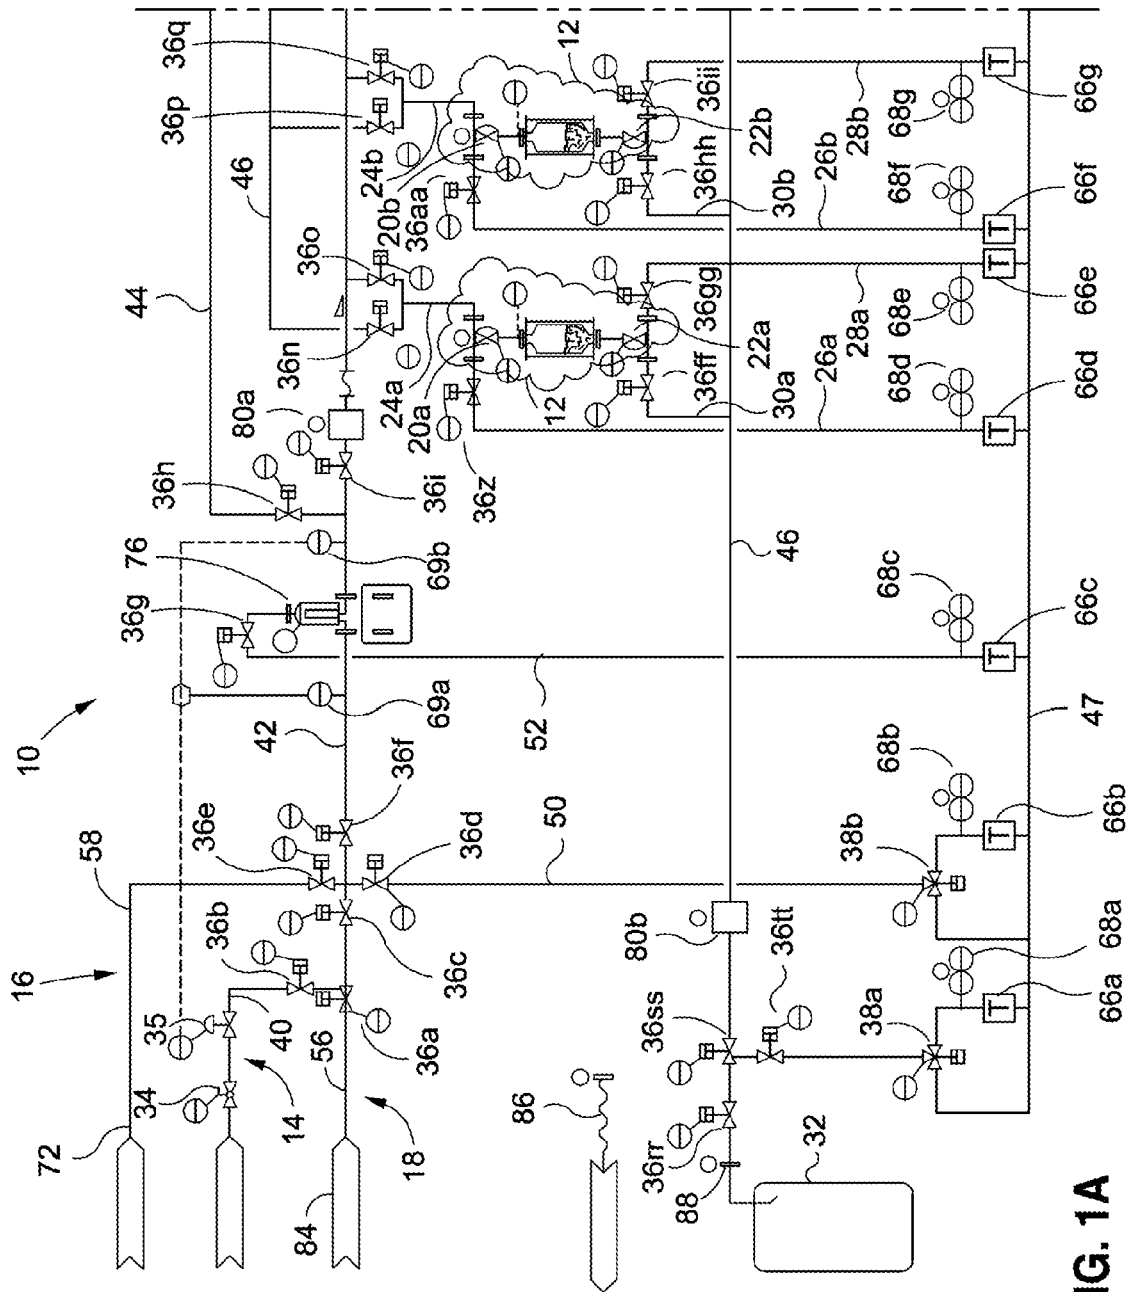 16
10
72
58
36g
76
36h
44
46
36q
36p
35
34
36b
36e
80a
36n
36o
40
14
42
84
56
18
36a
36c
36f
36d
69a
69b
36i
24a
20a
36z
24b
20b
36aa
12
12
86
50
52
88
36rr
36ss
36tt
80b
32
46
36ff
36gg
22a
30a
36hh
36ii
22b
30b
26a
28a
26b
28b
38a
38b
68a
68b
68c
68d
68e
68f
68g
T
T
T
T
T
T
T
66a
66b
47
66c
66d
66e
66f
66g
IG. 1A